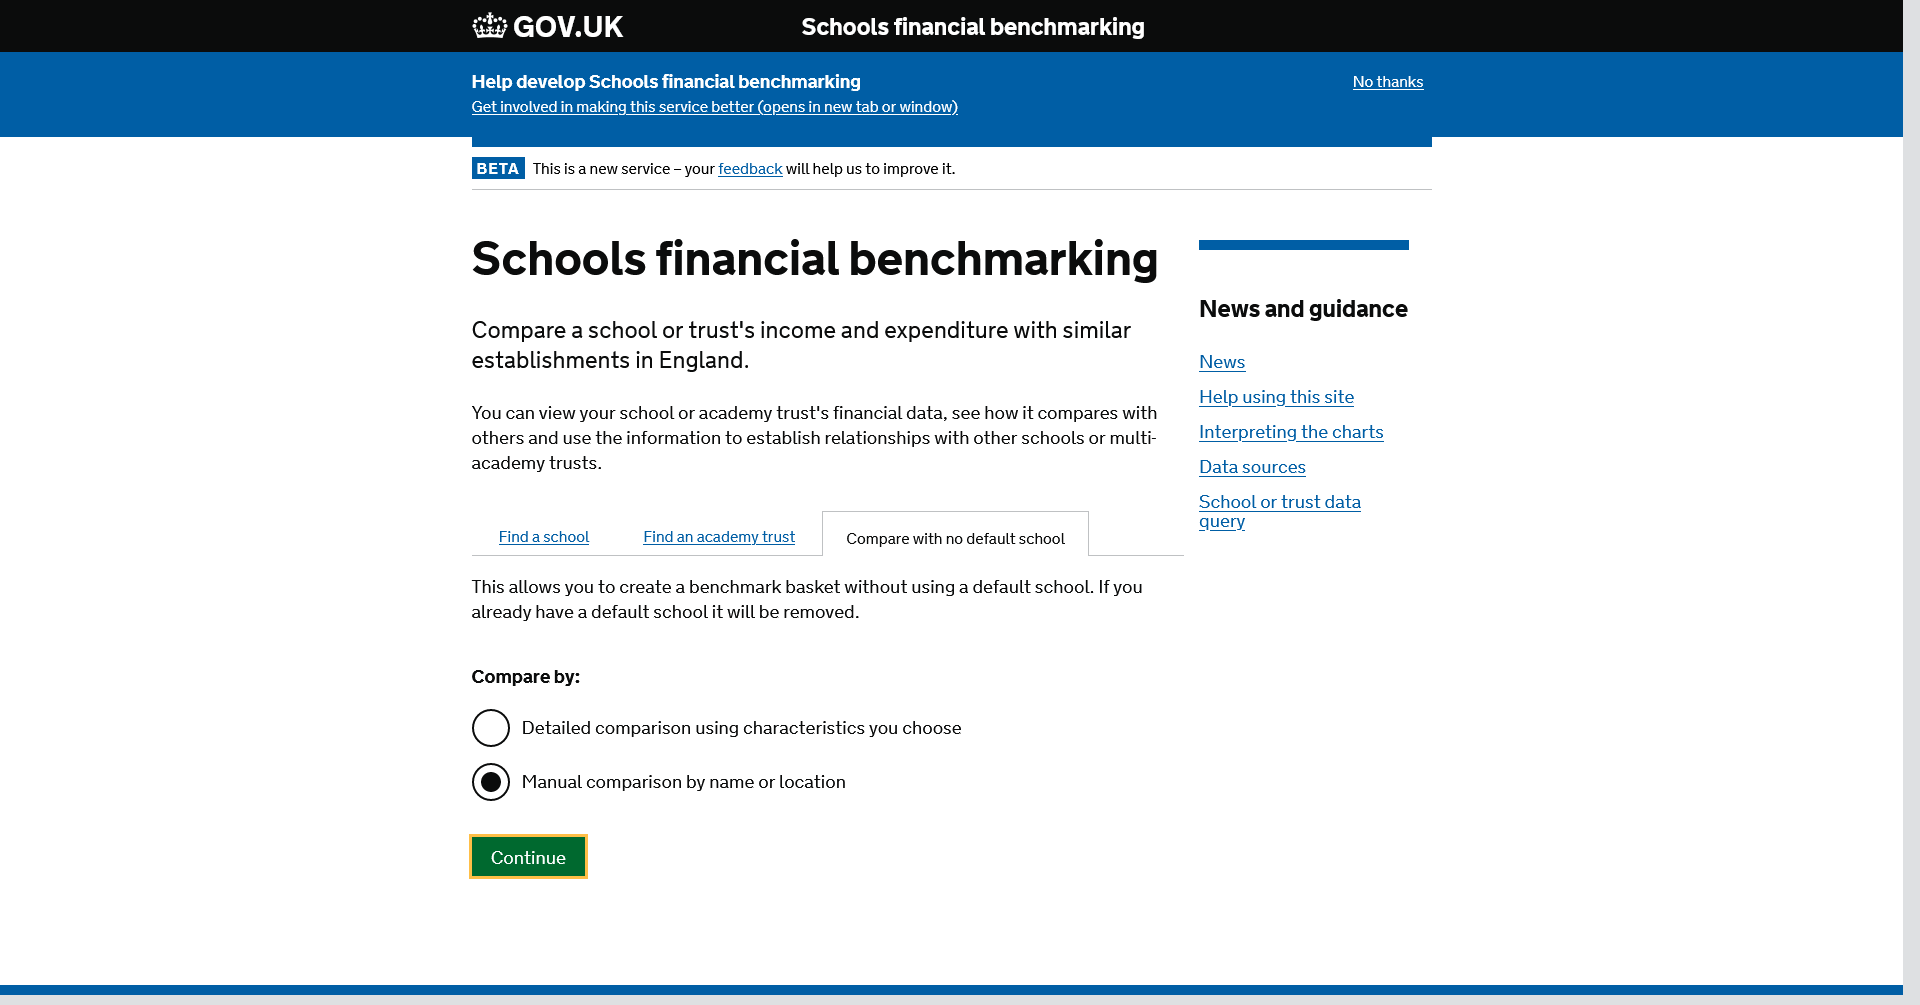 GOV.UK
Schools financial benchmarking
Help develop Schools financial benchmarking
No thanks
Get involved in making this service better (opens in new tab or window)
BETA This is a new service – your feedback will help us to improve it.
Schools financial benchmarking
Compare a school or trust's income and expenditure with similar
establishments in England.
You can view your school or academy trust's financial data, see how it compares with
others and use the information to establish relationships with other schools or multi-
academy trusts.
Find a school
Find an academy trust
Compare with no default school
This allows you to create a benchmark basket without using a default school. If you
already have a default school it will be removed.
Compare by:
Detailed comparison using characteristics you choose
Manual comparison by name or location
Continue
News and guidance
News
Help using this site
Interpreting the charts
Data sources
School or trust data
query